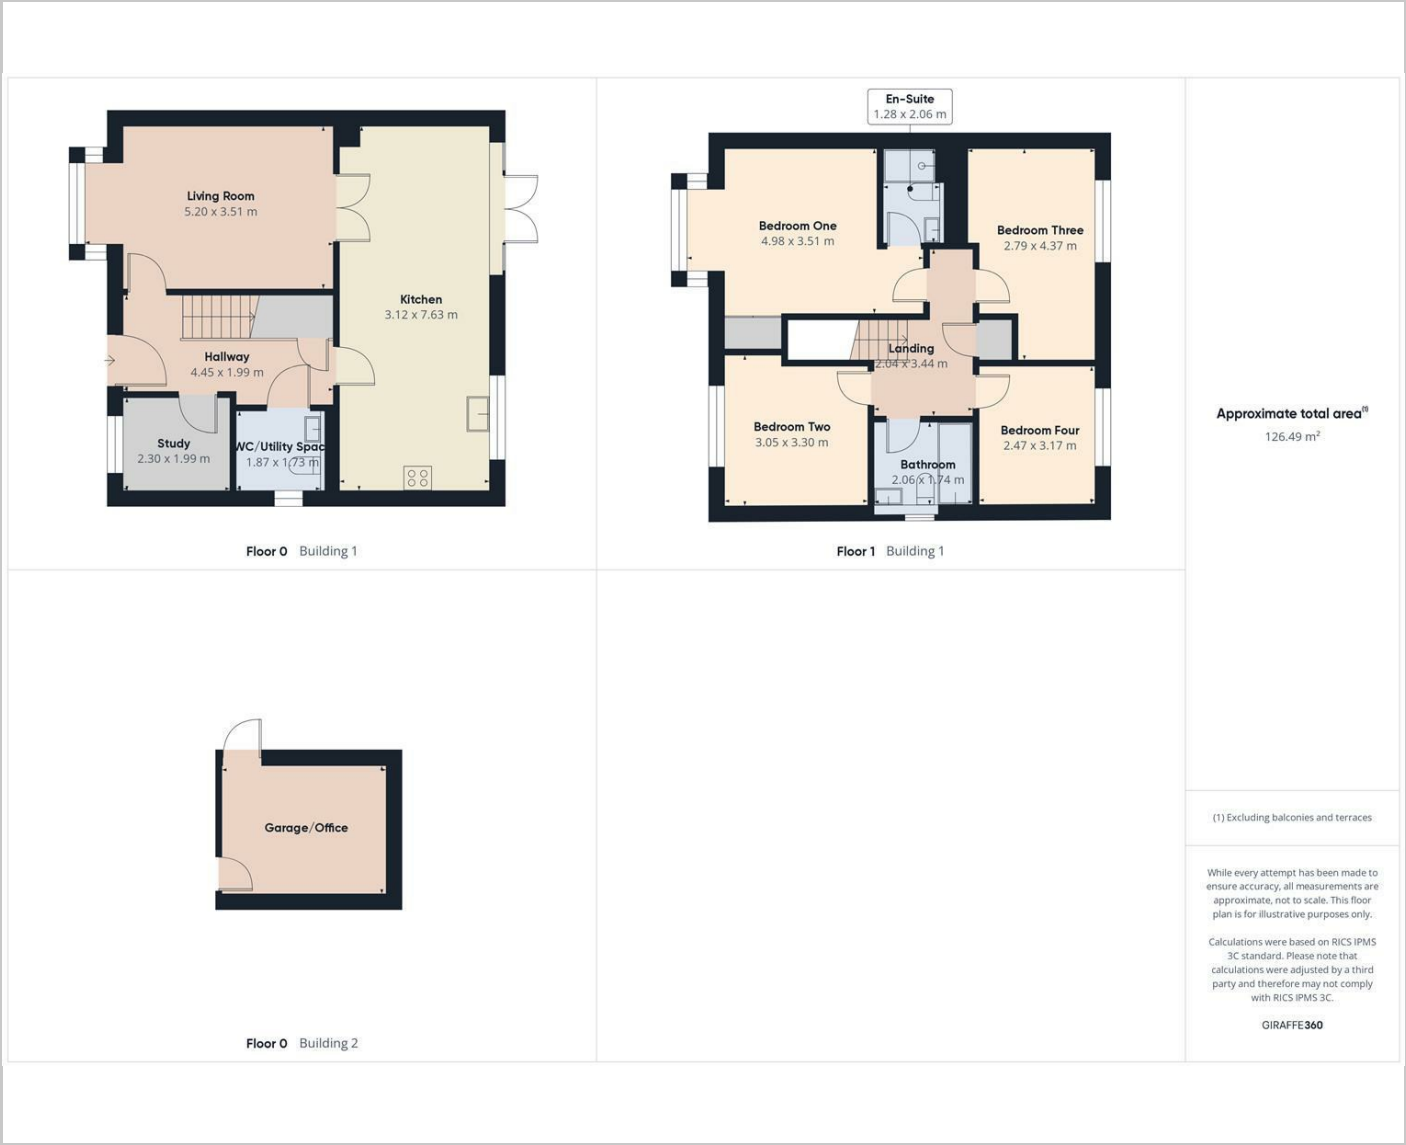 Living Room
5.20 x 3.51 m
Kitchen
3.12 x 7.63 m
Hallway
4.45 x 1.99 m
Study
2.30 x 1.99 m
WC/Utility Spac
1.87 x 1.73 m
Floor 0 Building 1
En-Suite
1.28 x 2.06 m
Bedroom One
4.98 x 3.51 m
Bedroom Three
2.79 x 4.37 m
Landing
2.04 x 3.44 m
Bedroom Two
3.05 x 3.30 m
Bedroom Four
2.47 x 3.17 m
Bathroom
2.06 x 1.74 m
Floor 1 Building 1
Garage/Office
Floor 0 Building 2
Approximate total area(1)
126.49 m²
(1) Excluding balconies and terraces
While every attempt has been made to
ensure accuracy, all measurements are
approximate, not to scale. This floor
plan is for illustrative purposes only.
Calculations were based on RICS IPMS
3C standard. Please note that
calculations were adjusted by a third
party and therefore may not comply
with RICS IPMS 3C.
GIRAFFE360